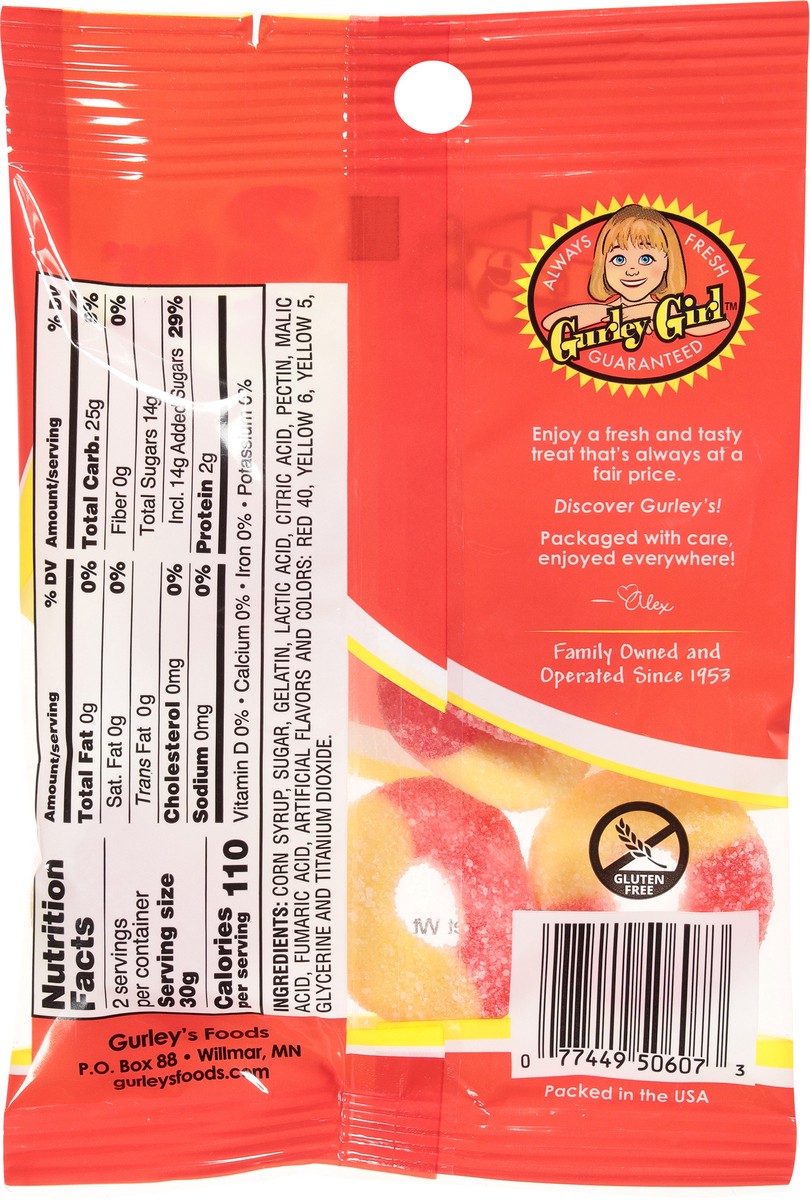 ALWAYS FRESH
Gurley Girl™
GUARANTEED
Enjoy a fresh and tasty
treat that's always at a
fair price.
Discover Gurley's!
Packaged with care,
enjoyed everywhere!
—Alex
Family Owned and
Operated Since 1953
GLUTEN
FREE
0 77449 50607 3
Packed in the USA
Nutrition
Facts
2 servings
per container
Serving size
30g
Calories 110
per serving
Amount/serving % DV
Total Fat 0g 0%
Sat. Fat 0g 0%
Trans Fat 0g
Cholesterol 0mg 0%
Sodium 0mg 0%
Amount/serving % DV
Total Carb. 25g
Fiber 0g 0%
Total Sugars 14g
Incl. 14g Added Sugars 29%
Protein 2g
Vitamin D 0% • Calcium 0% • Iron 0% • Potassium 0%
INGREDIENTS: CORN SYRUP, SUGAR, GELATIN, LACTIC ACID, CITRIC ACID, PECTIN, MALIC
ACID, FUMARIC ACID, ARTIFICIAL FLAVORS AND COLORS: RED 40, YELLOW 6, YELLOW 5,
GLYCERINE AND TITANIUM DIOXIDE.
Gurley's Foods
P.O. Box 88 • Willmar, MN
gurleysfoods.com